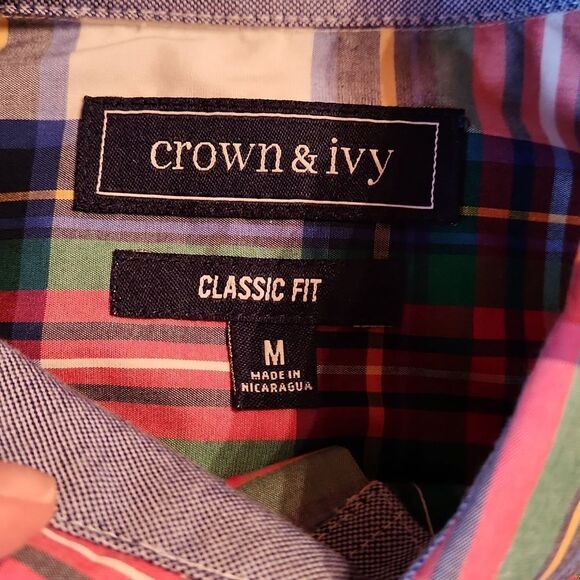 crown & ivy
CLASSIC FIT
M
MADE IN
NICARAGUA